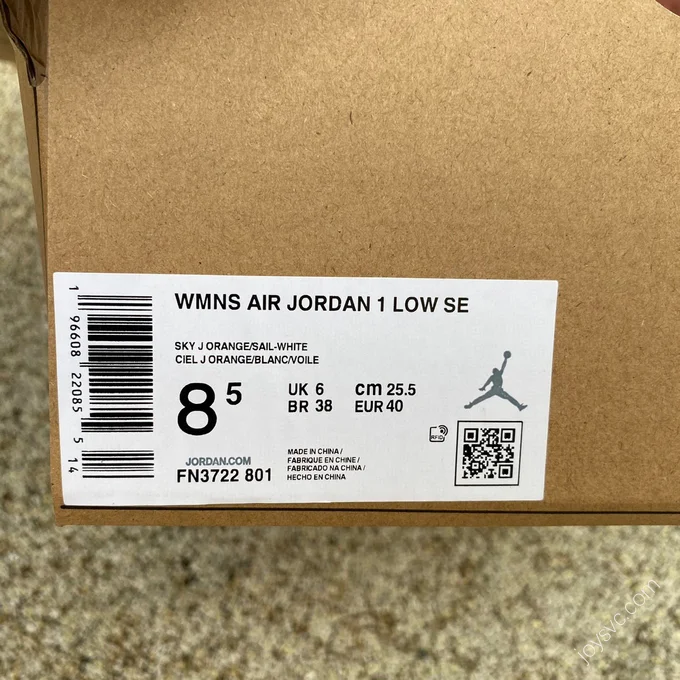 WMNS AIR JORDAN 1 LOW SE
SKY J ORANGE/SAIL-WHITE
CIEL J ORANGE/BLANC/VOILE
8 5
UK 6
BR 38
cm 25.5
EUR 40
JORDAN.COM
FN3722 801
MADE IN CHINA /
FABRIQUE EN CHINE /
FABRICADO NA CHINA /
HECHO EN CHINA
RFID
1 96608 22085 5 14
joysvc.com